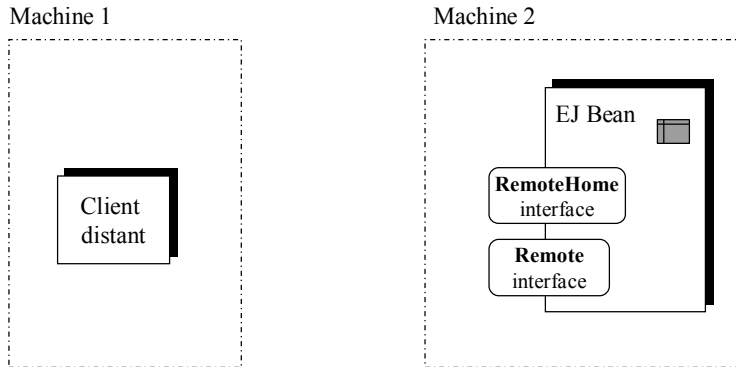 Machine 1
Machine 2
Client
distant
EJ Bean
RemoteHome
interface
Remote
interface